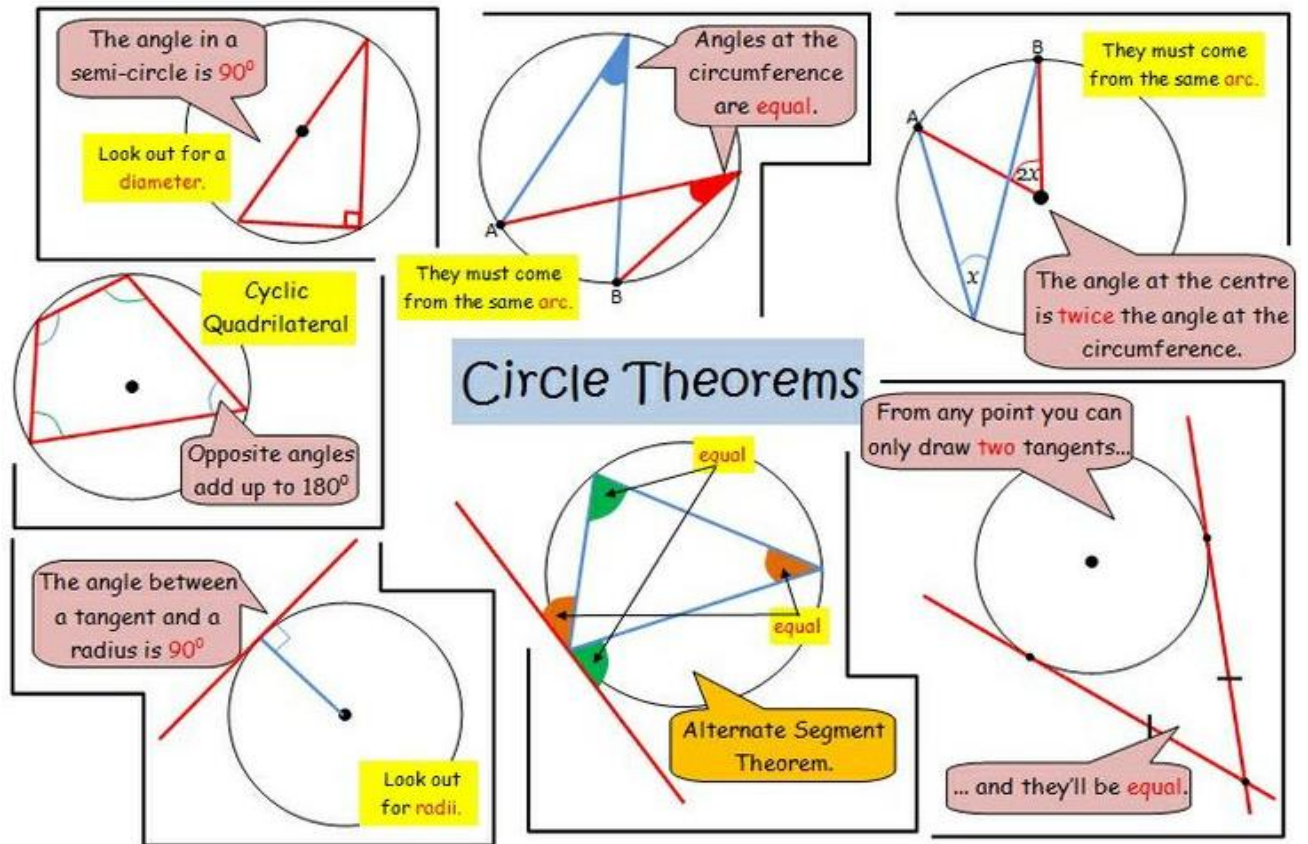 The angle in a
semi-circle is 90⁰
Look out for a
diameter.
Angles at the
circumference
are equal.
A
B
They must come
from the same arc.
B
They must come
from the same arc.
A
2x
x
The angle at the centre
is twice the angle at the
circumference.
Cyclic
Quadrilateral
Opposite angles
add up to 180⁰
Circle Theorems
From any point you can
only draw two tangents...
... and they'll be equal.
equal
equal
Alternate Segment
Theorem.
The angle between
a tangent and a
radius is 90⁰
Look out
for radii.